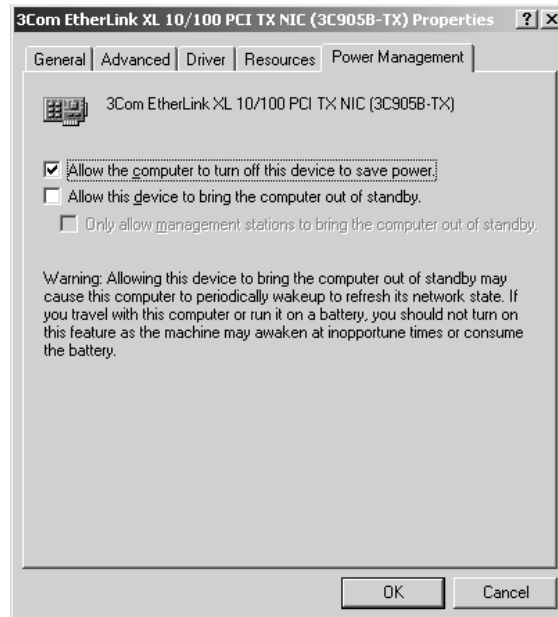 3Com EtherLink XL 10/100 PCI TX NIC (3C905B-TX) Properties
General Advanced Driver Resources Power Management
3Com EtherLink XL 10/100 PCI TX NIC (3C905B-TX)
Allow the computer to turn off this device to save power.
Allow this device to bring the computer out of standby.
Only allow management stations to bring the computer out of standby.
Warning: Allowing this device to bring the computer out of standby may
cause this computer to periodically wakeup to refresh its network state. If
you travel with this computer or run it on a battery, you should not turn on
this feature as the machine may awaken at inopportune times or consume
the battery.
OK Cancel